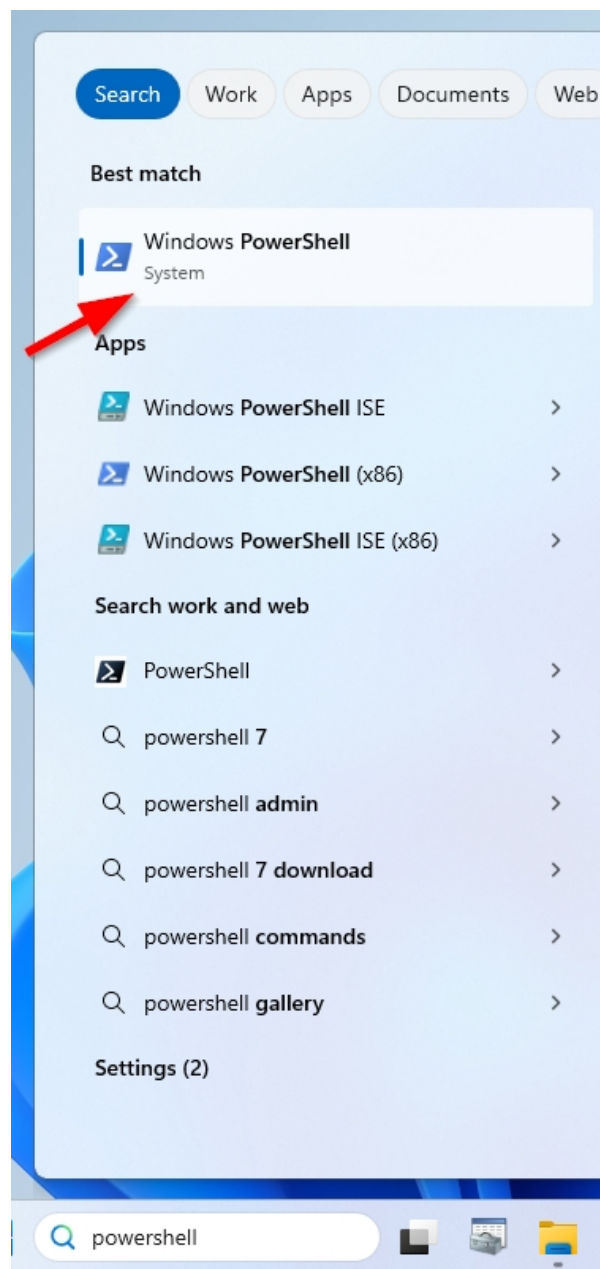 Search Work Apps Documents Web
Best match
Windows PowerShell
System
Apps
Windows PowerShell ISE
Windows PowerShell (x86)
Windows PowerShell ISE (x86)
Search work and web
PowerShell
powershell 7
powershell admin
powershell 7 download
powershell commands
powershell gallery
Settings (2)
powershell